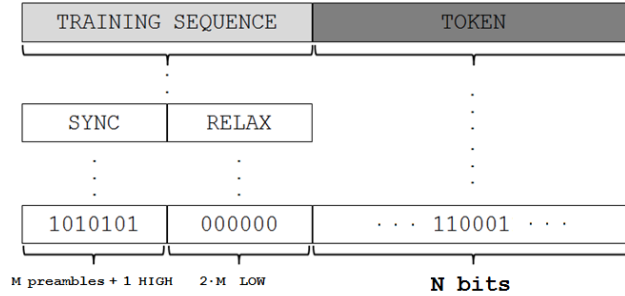 TRAINING SEQUENCE TOKEN
SYNC RELAX
1010101 000000 · · · 110001 · · ·
M preambles + 1 HIGH 2·M LOW N bits